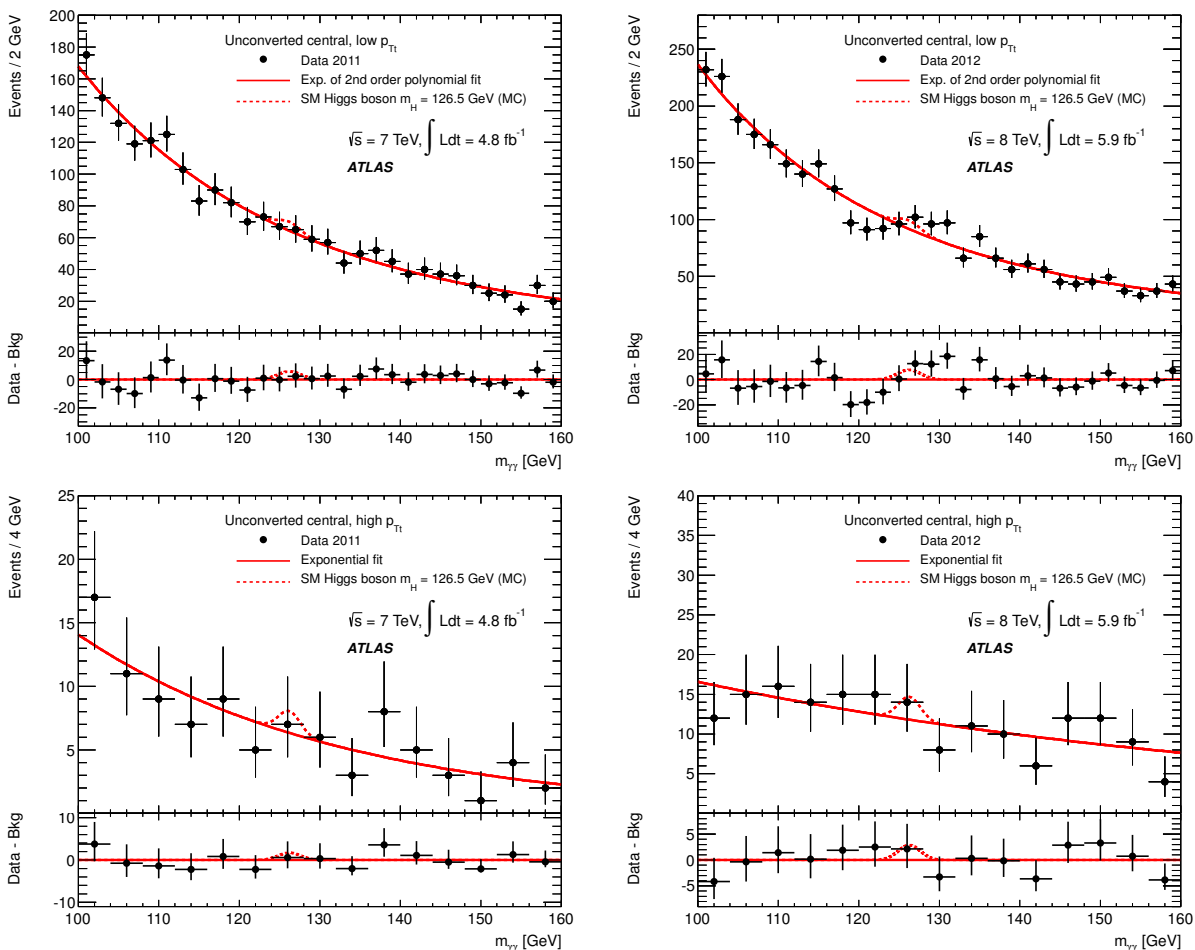 Events / 2 GeV
200
180
160
140
120
100
80
60
40
20
Unconverted central, low p_Tt
Data 2011
Exp. of 2nd order polynomial fit
SM Higgs boson m_H = 126.5 GeV (MC)
√s = 7 TeV, ∫ Ldt = 4.8 fb⁻¹
ATLAS
Data - Bkg
20
0
-20
100 110 120 130 140 150 160
m_γγ [GeV]
Events / 2 GeV
250
200
150
100
50
Unconverted central, low p_Tt
Data 2012
Exp. of 2nd order polynomial fit
SM Higgs boson m_H = 126.5 GeV (MC)
√s = 8 TeV, ∫ Ldt = 5.9 fb⁻¹
ATLAS
Data - Bkg
20
0
-20
100 110 120 130 140 150 160
m_γγ [GeV]
Events / 4 GeV
25
20
15
10
5
Unconverted central, high p_Tt
Data 2011
Exponential fit
SM Higgs boson m_H = 126.5 GeV (MC)
√s = 7 TeV, ∫ Ldt = 4.8 fb⁻¹
ATLAS
Data - Bkg
10
0
-10
100 110 120 130 140 150 160
m_γγ [GeV]
Events / 4 GeV
40
35
30
25
20
15
10
5
Unconverted central, high p_Tt
Data 2012
Exponential fit
SM Higgs boson m_H = 126.5 GeV (MC)
√s = 8 TeV, ∫ Ldt = 5.9 fb⁻¹
ATLAS
Data - Bkg
5
0
-5
100 110 120 130 140 150 160
m_γγ [GeV]